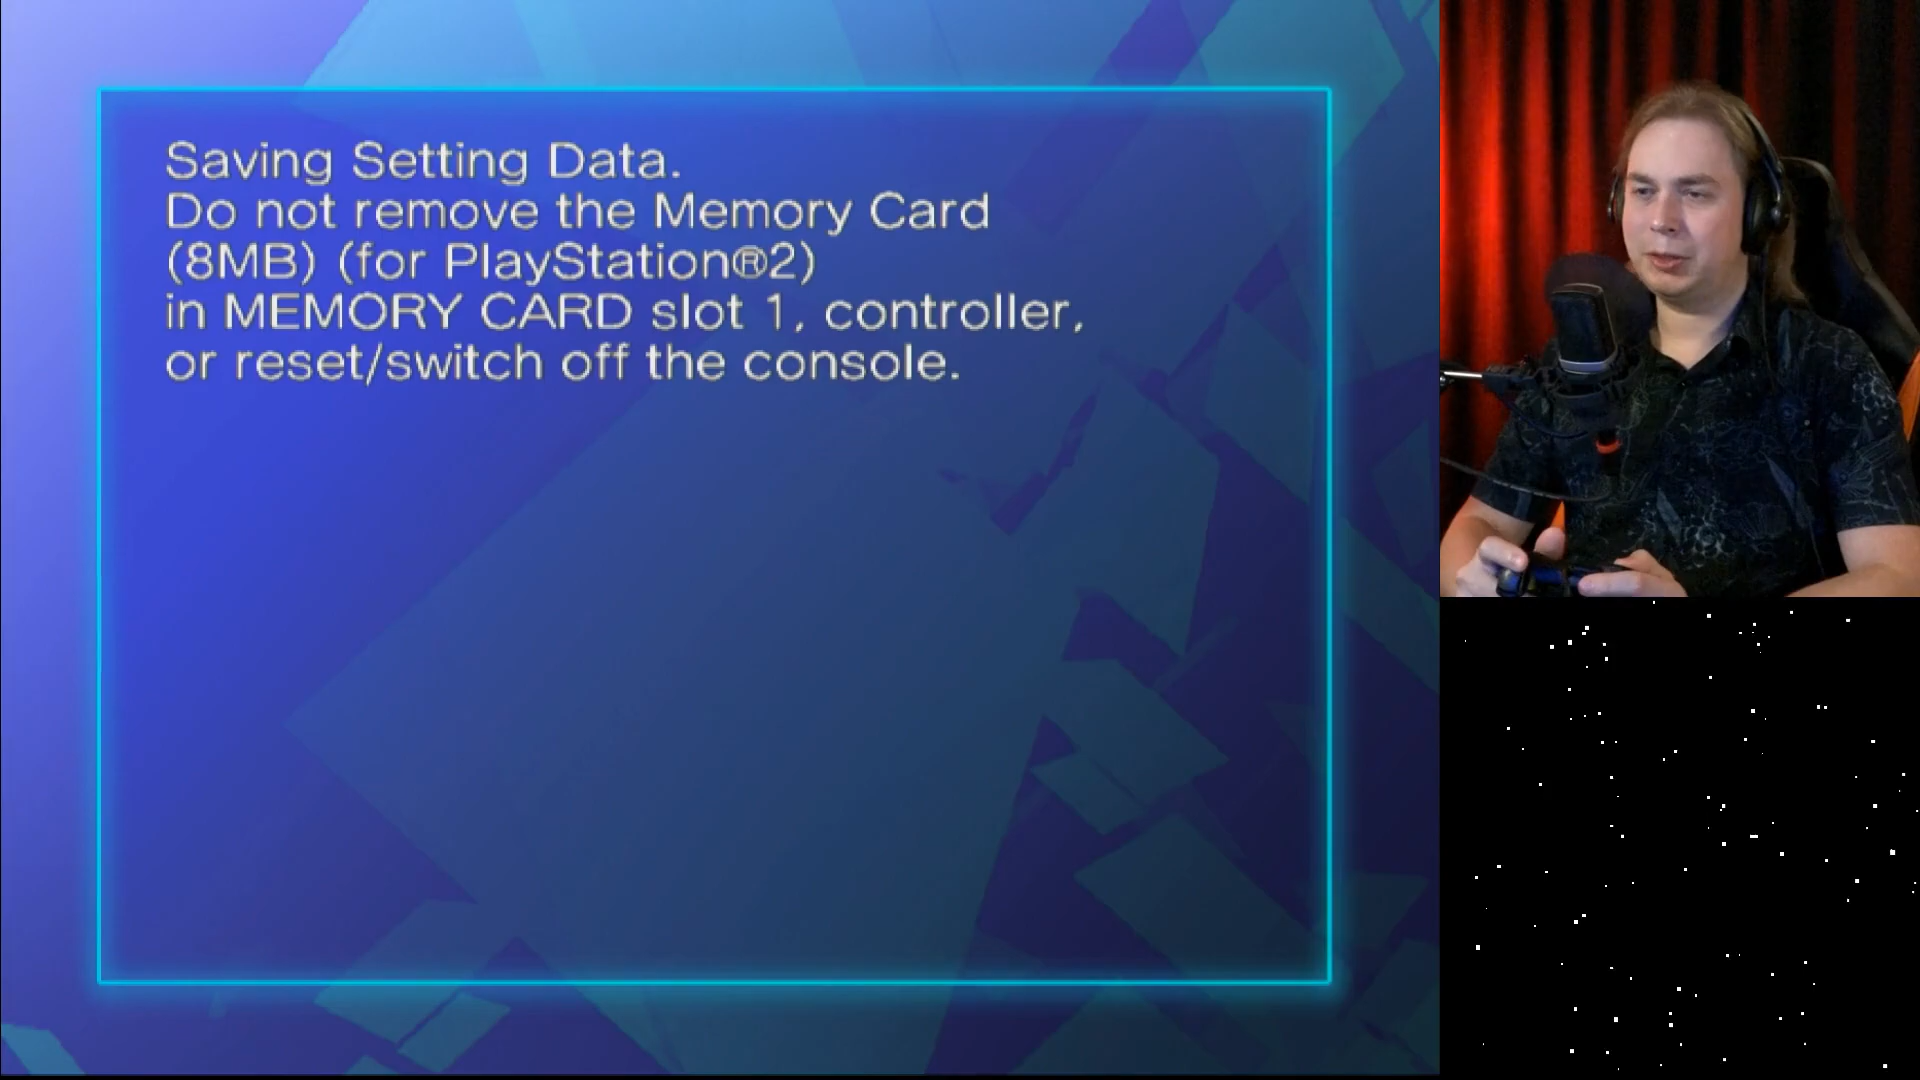 Saving Setting Data.
Do not remove the Memory Card
(8MB) (for PlayStation®2)
in MEMORY CARD slot 1, controller,
or reset/switch off the console.